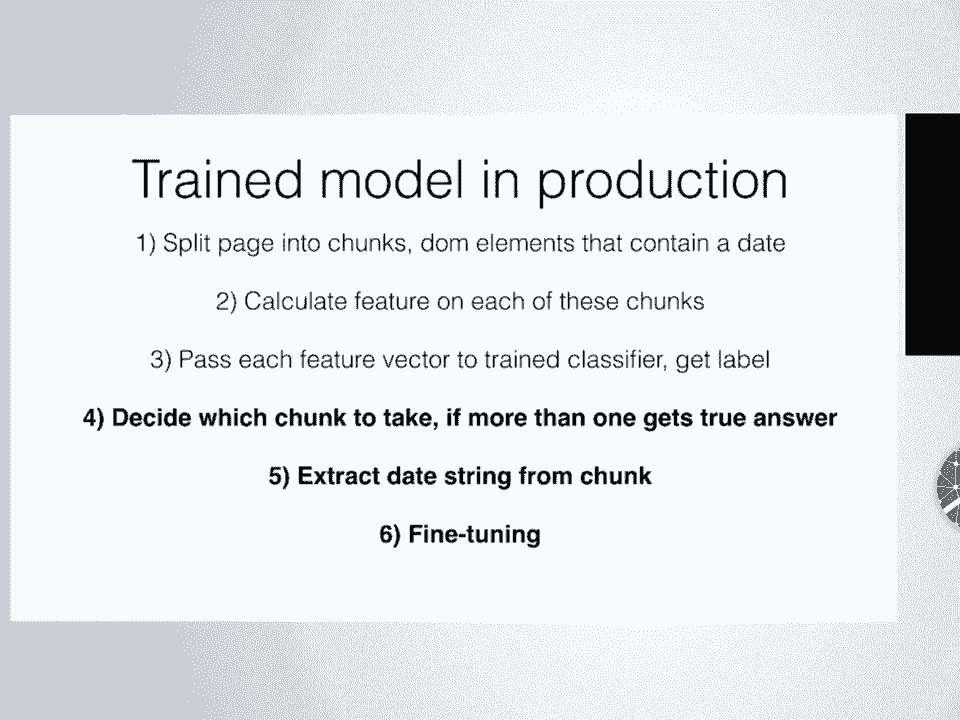 Trained model in production
1) Split page into chunks, dom elements that contain a date
2) Calculate feature on each of these chunks
3) Pass each feature vector to trained classifier, get label
4) Decide which chunk to take, if more than one gets true answer
5) Extract date string from chunk
6) Fine-tuning